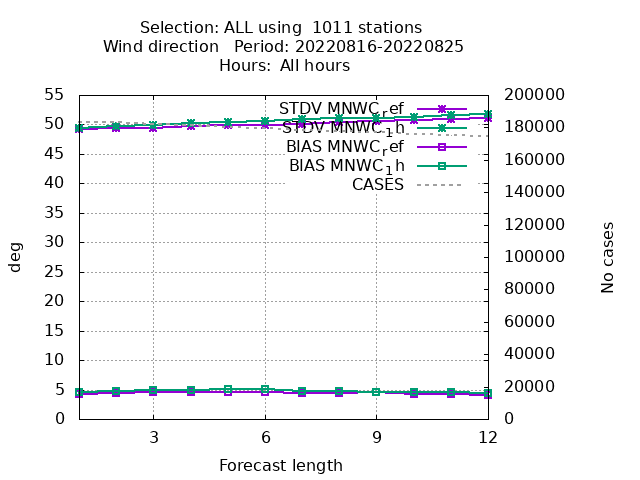 Selection: ALL using  1011 stations
Wind direction   Period: 20220816-20220825
Hours:  All hours
55
50
45
40
35
30
25
20
15
10
5
0
200000
180000
160000
140000
120000
100000
80000
60000
40000
20000
0
STDV MNWC_ref
STDV MNWC_1h
BIAS MNWC_ref
BIAS MNWC_1h
CASES
deg
No cases
3
6
9
12
Forecast length